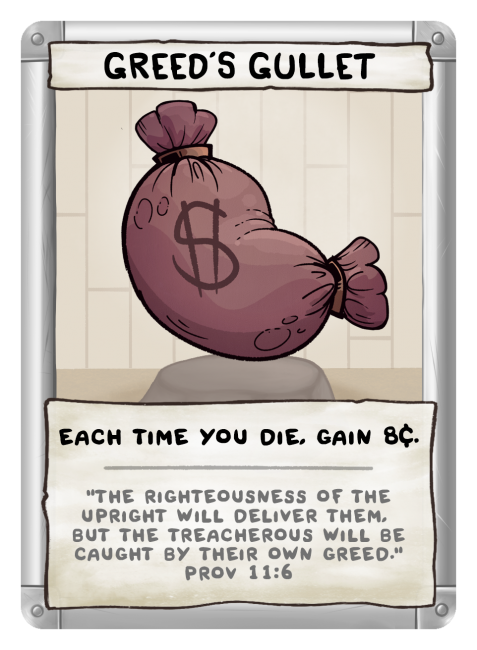 GREED'S GULLET
$
EACH TIME YOU DIE, GAIN 8¢.
"THE RIGHTEOUSNESS OF THE
UPRIGHT WILL DELIVER THEM,
BUT THE TREACHEROUS WILL BE
CAUGHT BY THEIR OWN GREED."
PROV 11:6